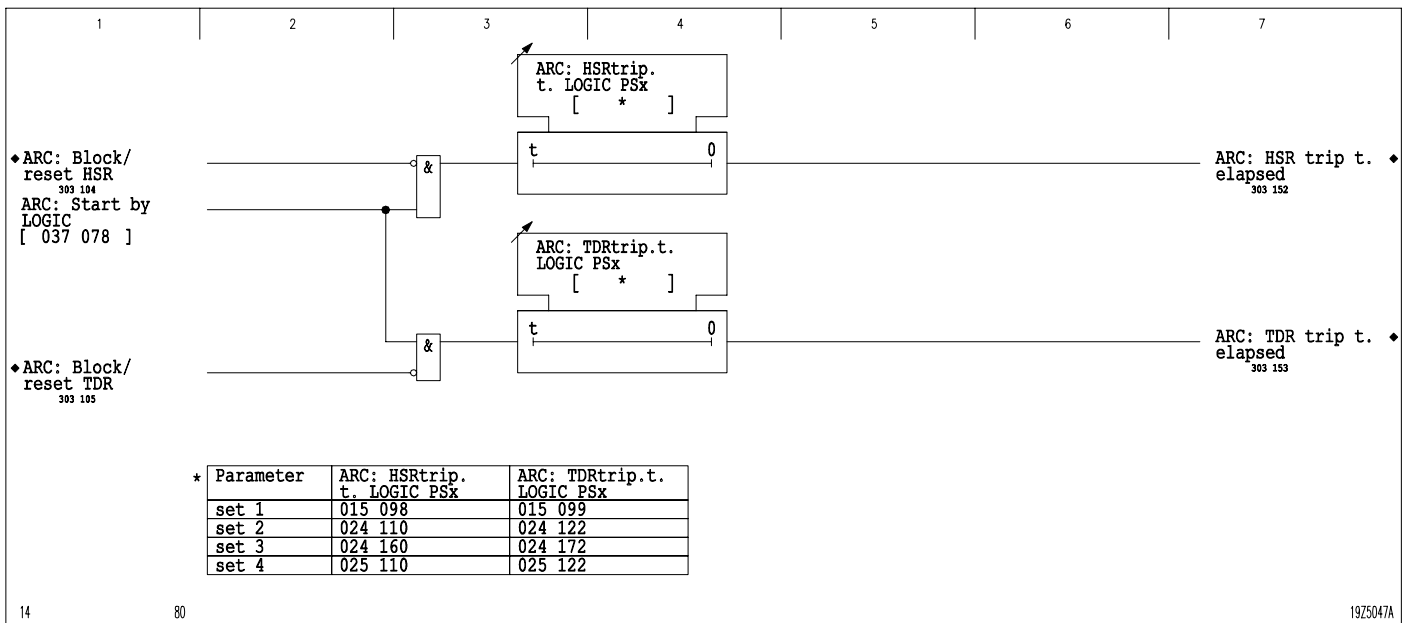 1 2 3 4 5 6 7
ARC: HSRtrip.
t. LOGIC PSx
[ * ]
t 0
◆ARC: Block/
reset HSR
303 104
&
ARC: HSR trip t. ◆
elapsed
303 152
ARC: Start by
LOGIC
[ 037 078 ]
ARC: TDRtrip.t.
LOGIC PSx
[ * ]
t 0
&
ARC: TDR trip t. ◆
elapsed
303 153
◆ARC: Block/
reset TDR
303 105
* Parameter ARC: HSRtrip. ARC: TDRtrip.t.
t. LOGIC PSx LOGIC PSx
set 1 015 098 015 099
set 2 024 110 024 122
set 3 024 160 024 172
set 4 025 110 025 122
14 80 19Z5047A